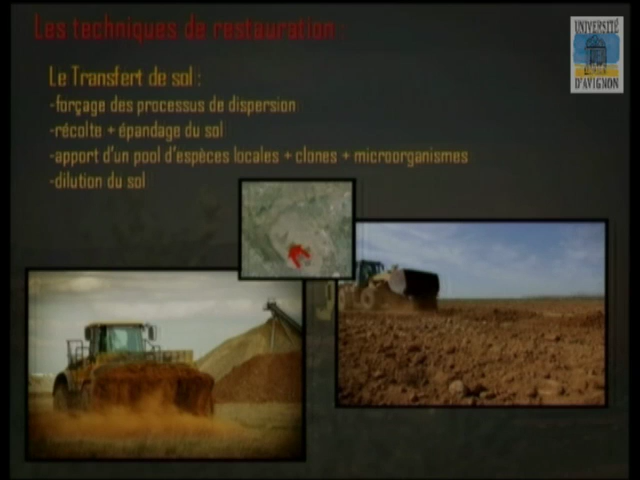 Les techniques de restauration :
UNIVERSITÉ
D'AVIGNON
Le Transfert de sol :
-forçage des processus de dispersion
-récolte + épandage du sol
-apport d'un pool d'espèces locales + clones + microorganismes
-dilution du sol